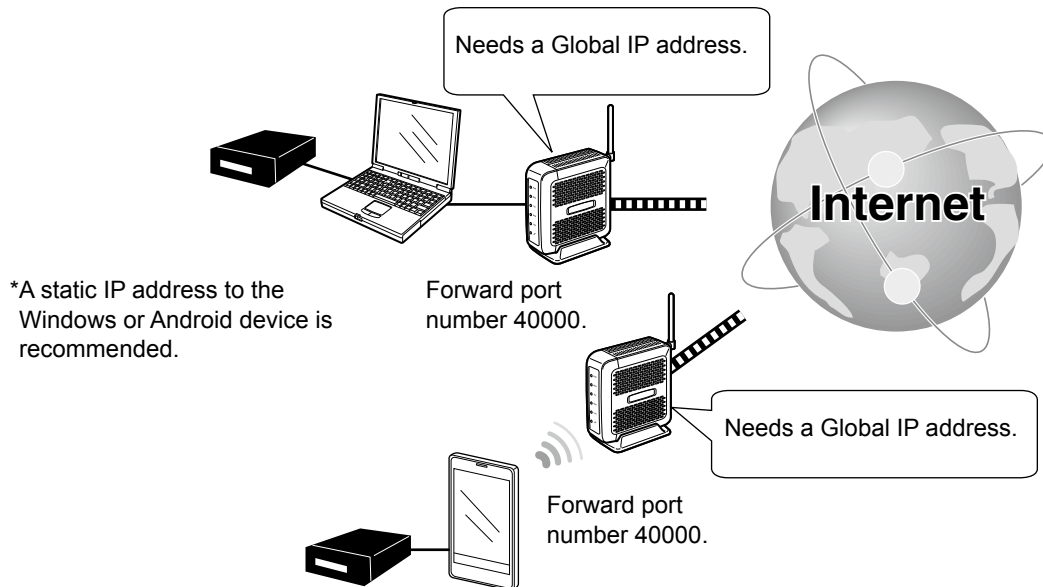 Needs a Global IP address.
Internet
*A static IP address to the
Windows or Android device is
recommended.
Forward port
number 40000.
Needs a Global IP address.
Forward port
number 40000.